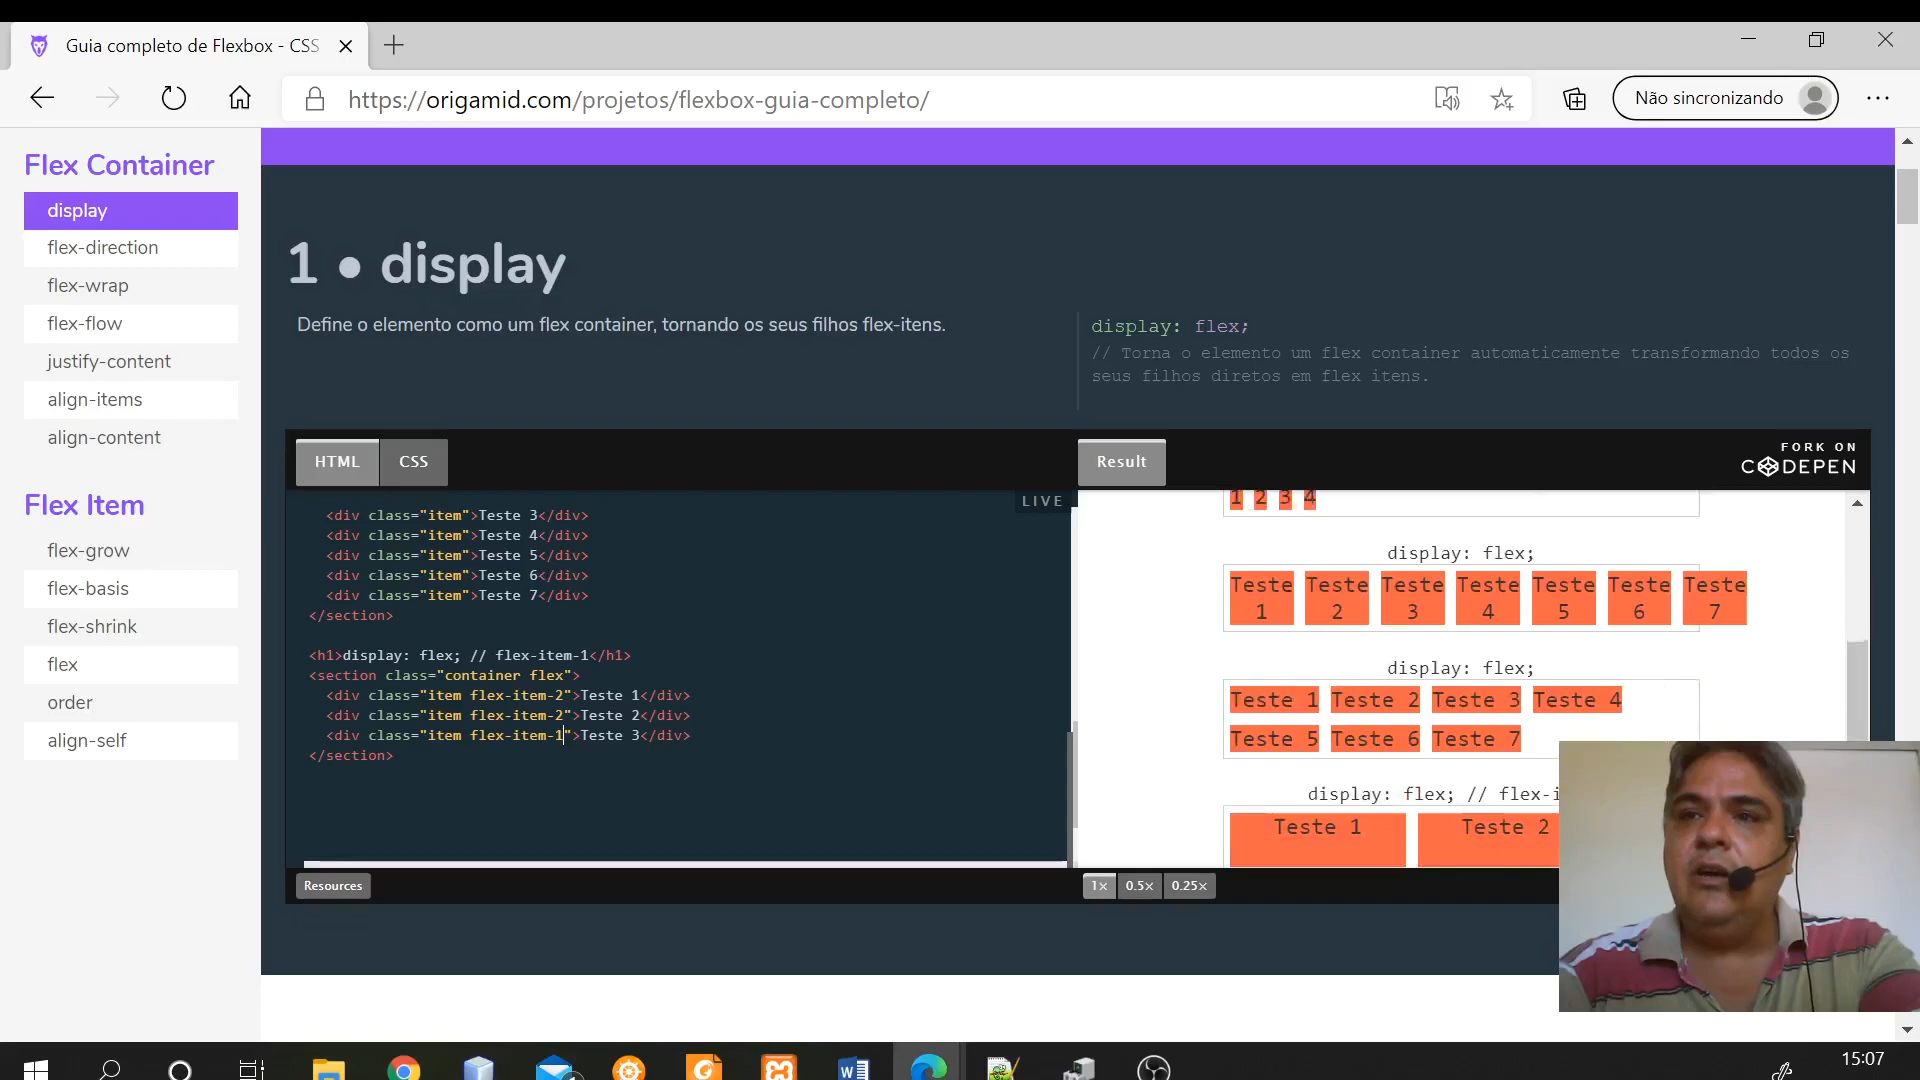 Guia completo de Flexbox - CSS
https://origamid.com/projetos/flexbox-guia-completo/
Não sincronizando
Flex Container
display
flex-direction
flex-wrap
flex-flow
justify-content
align-items
align-content
Flex Item
flex-grow
flex-basis
flex-shrink
flex
order
align-self
1 • display
Define o elemento como um flex container, tornando os seus filhos flex-itens.
display: flex;
// Torna o elemento um flex container automaticamente transformando todos os
seus filhos diretos em flex itens.
HTML
CSS
Result
FORK ON
CODEPEN
LIVE
<div class="item">Teste 3</div>
<div class="item">Teste 4</div>
<div class="item">Teste 5</div>
<div class="item">Teste 6</div>
<div class="item">Teste 7</div>
</section>
<h1>display: flex; // flex-item-1</h1>
<section class="container flex">
<div class="item flex-item-2">Teste 1</div>
<div class="item flex-item-2">Teste 2</div>
<div class="item flex-item-1">Teste 3</div>
</section>
1 2 3 4
display: flex;
Teste 1 Teste 2 Teste 3 Teste 4 Teste 5 Teste 6 Teste 7
display: flex;
Teste 1 Teste 2 Teste 3 Teste 4
Teste 5 Teste 6 Teste 7
display: flex; // flex-i
Teste 1 Teste 2
Resources
1x
0.5x
0.25x
15:07